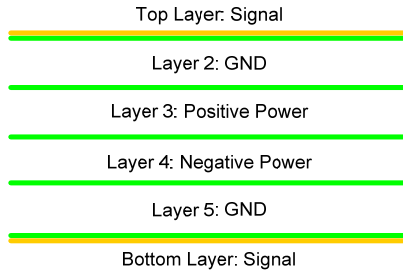 Top Layer: Signal
Layer 2: GND
Layer 3: Positive Power
Layer 4: Negative Power
Layer 5: GND
Bottom Layer: Signal